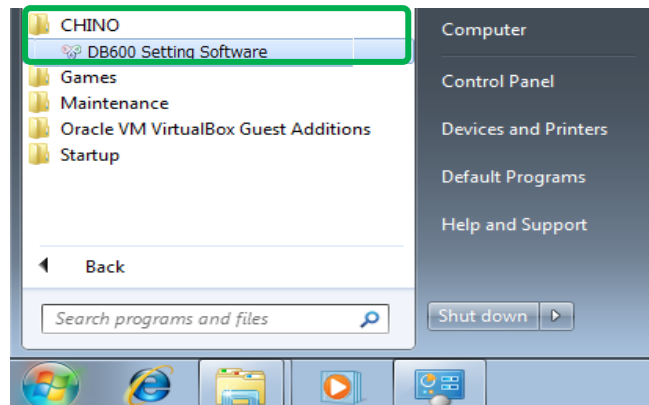 CHINO
DB600 Setting Software
Games
Maintenance
Oracle VM VirtualBox Guest Additions
Startup
Back
Search programs and files
Computer
Control Panel
Devices and Printers
Default Programs
Help and Support
Shut down